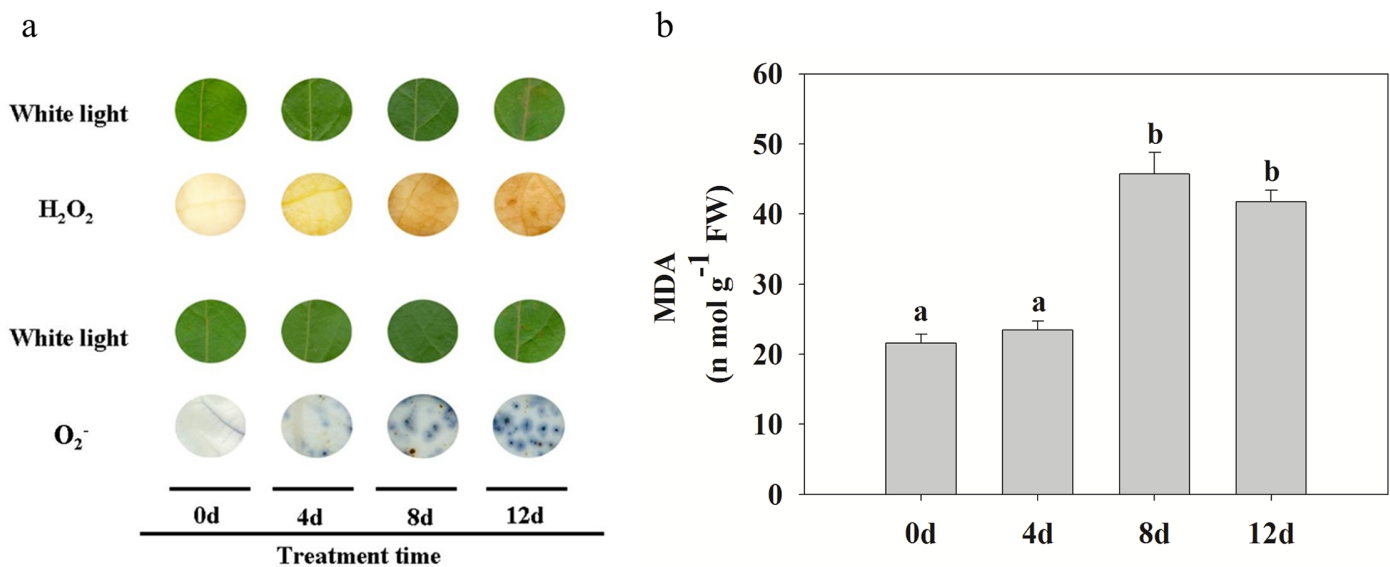 a
White light
H₂O₂
White light
O₂⁻
0d 4d 8d 12d
Treatment time
b
MDA
(n mol g⁻¹ FW)
60
50
40
30
20
10
0
a a b b
0d 4d 8d 12d